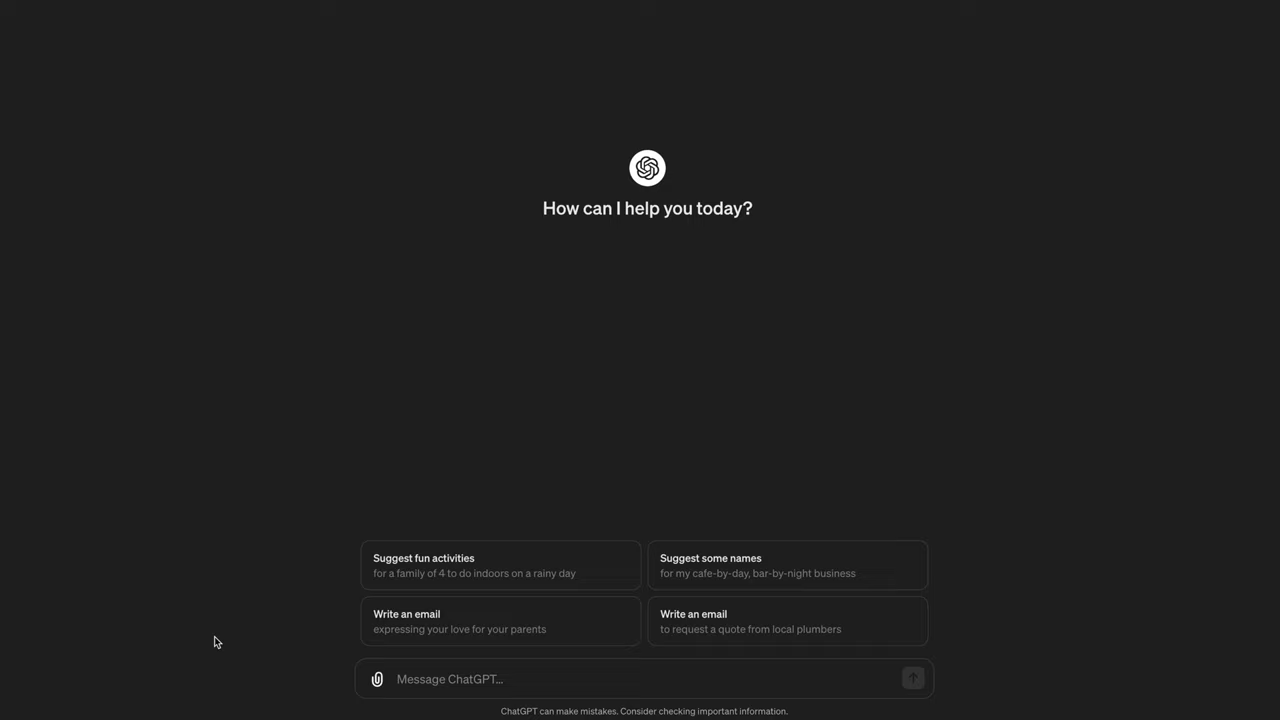 How can I help you today?
Suggest fun activities
for a family of 4 to do indoors on a rainy day
Suggest some names
for my cafe-by-day, bar-by-night business
Write an email
expressing your love for your parents
Write an email
to request a quote from local plumbers
Message ChatGPT...
ChatGPT can make mistakes. Consider checking important information.